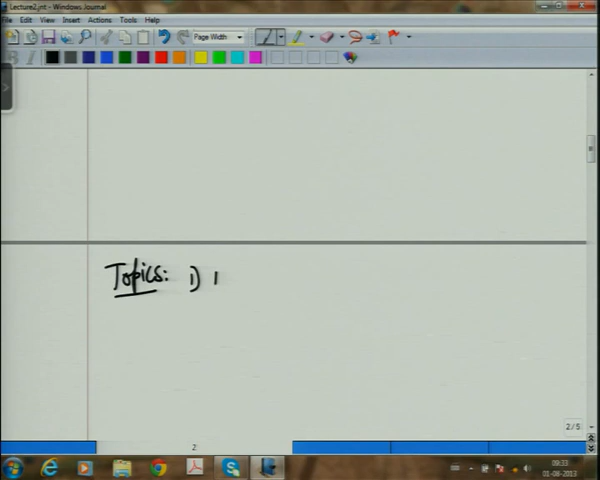 Lecture2.jnt - Windows Journal
File Edit View Insert Actions Tools Help
Page Width
B I
Topics: 1) I
2/5
2
09:33
01-08-2013